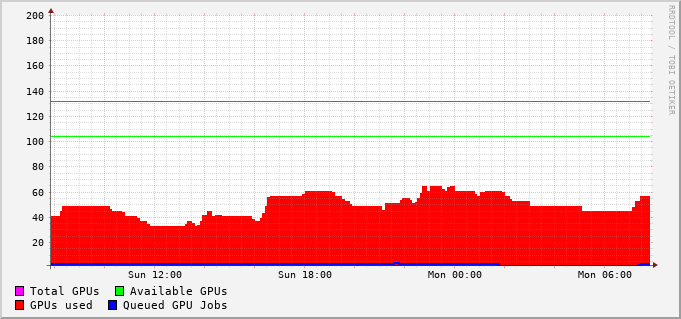 200
180
160
140
120
100
80
60
40
20
Sun 12:00 Sun 18:00 Mon 00:00 Mon 06:00
Total GPUs Available GPUs
GPUs used Queued GPU Jobs
RRDTOOL / TOBI OETIKER